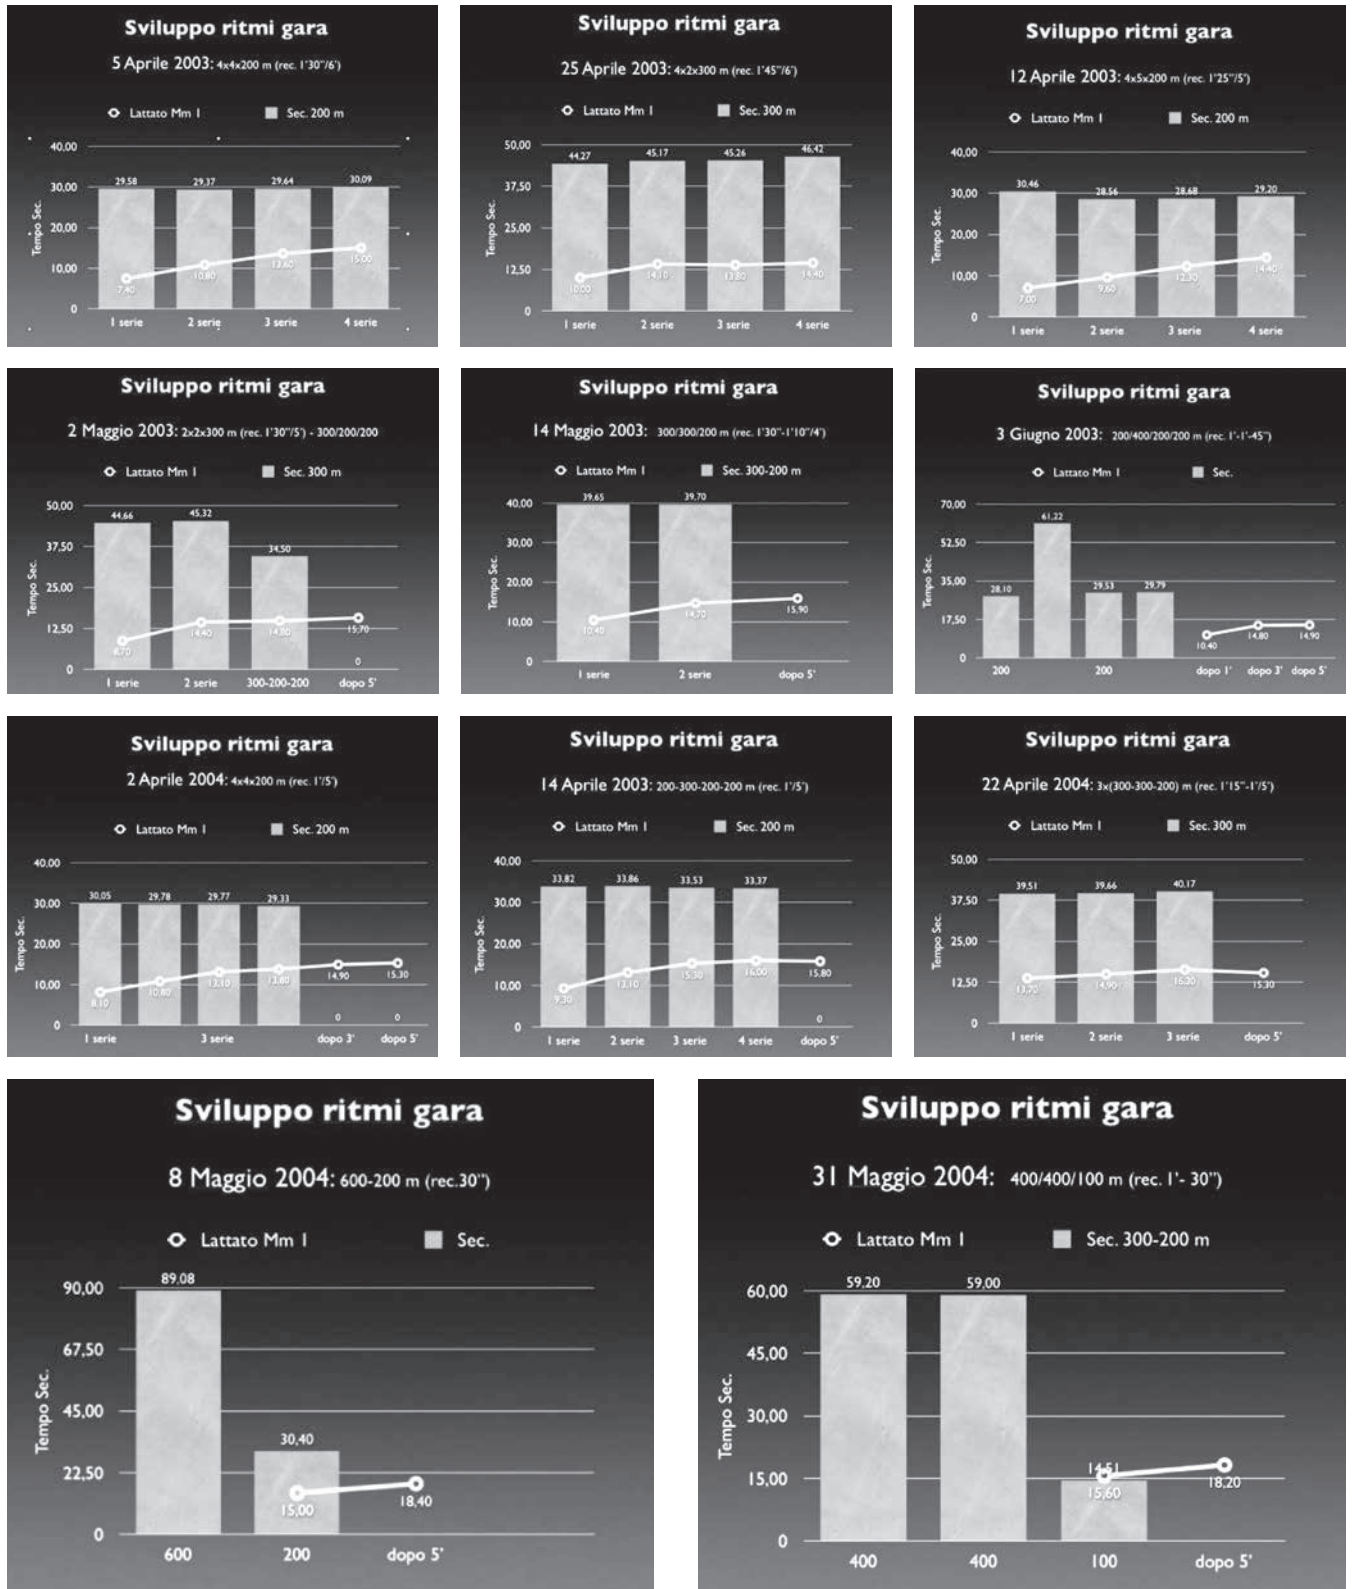 Sviluppo ritmi gara
5 Aprile 2003: 4x4x200 m (rec. 1'30"/6')
Lattato Mm l Sec. 200 m
Tempo Sec.
40,00
30,00
20,00
10,00
0
29,58 29,37 29,64 30,09
7,40 10,80 13,60 15,00
1 serie 2 serie 3 serie 4 serie
Sviluppo ritmi gara
25 Aprile 2003: 4x2x300 m (rec. 1'45"/6')
Lattato Mm l Sec. 300 m
Tempo Sec.
50,00
37,50
25,00
12,50
0
44,27 45,17 45,26 46,42
10,00 14,10 13,80 14,40
1 serie 2 serie 3 serie 4 serie
Sviluppo ritmi gara
12 Aprile 2003: 4x5x200 m (rec. 1'25"/5')
Lattato Mm l Sec. 200 m
Tempo Sec.
40,00
30,00
20,00
10,00
0
30,46 28,56 28,68 29,20
7,00 9,60 12,30 14,40
1 serie 2 serie 3 serie 4 serie
Sviluppo ritmi gara
2 Maggio 2003: 2x2x300 m (rec. 1'30"/5') - 300/200/200
Lattato Mm l Sec. 300 m
Tempo Sec.
50,00
37,50
25,00
12,50
0
44,66 45,32 34,50
8,70 14,40 14,80 15,70
0
1 serie 2 serie 300-200-200 dopo 5'
Sviluppo ritmi gara
14 Maggio 2003: 300/300/200 m (rec. 1'30"-1'10"/4')
Lattato Mm l Sec. 300-200 m
Tempo Sec.
40,00
30,00
20,00
10,00
0
39,65 39,70
10,40 14,70 15,90
1 serie 2 serie dopo 5'
Sviluppo ritmi gara
3 Giugno 2003: 200/400/200/200 m (rec. 1'-1'-45")
Lattato Mm l Sec.
Tempo Sec.
70,00
52,50
35,00
17,50
0
28,10 61,22 29,53 29,79
10,40 14,80 14,90
200 200 dopo 1' dopo 3' dopo 5'
Sviluppo ritmi gara
2 Aprile 2004: 4x4x200 m (rec. 1'/5')
Lattato Mm l Sec. 200 m
Tempo Sec.
40,00
30,00
20,00
10,00
0
30,05 29,78 29,77 29,33
8,10 10,80 13,10 13,80 14,90 15,30
0 0
1 serie 3 serie dopo 3' dopo 5'
Sviluppo ritmi gara
14 Aprile 2003: 200-300-200-200 m (rec. 1'/5')
Lattato Mm l Sec. 200 m
Tempo Sec.
40,00
30,00
20,00
10,00
0
33,82 33,86 33,53 33,37
9,30 13,10 15,30 16,00 15,80
0
1 serie 2 serie 3 serie 4 serie dopo 5'
Sviluppo ritmi gara
22 Aprile 2004: 3x(300-300-200) m (rec. 1'15"-1'/5')
Lattato Mm l Sec. 300 m
Tempo Sec.
50,00
37,50
25,00
12,50
0
39,51 39,66 40,17
13,70 14,90 16,30 15,30
1 serie 2 serie 3 serie dopo 5'
Sviluppo ritmi gara
8 Maggio 2004: 600-200 m (rec.30")
Lattato Mm l Sec.
Tempo Sec.
90,00
67,50
45,00
22,50
0
89,08 30,40
15,00 18,40
600 200 dopo 5'
Sviluppo ritmi gara
31 Maggio 2004: 400/400/100 m (rec. 1'- 30")
Lattato Mm l Sec. 300-200 m
Tempo Sec.
60,00
45,00
30,00
15,00
0
59,20 59,00 14,51
15,60 18,20
400 400 100 dopo 5'